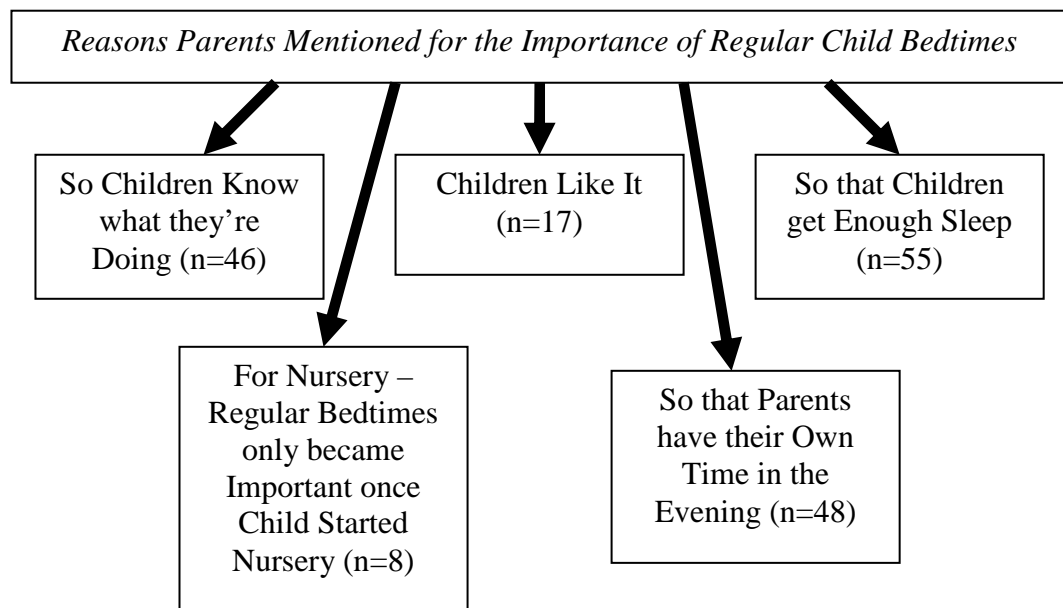 Reasons Parents Mentioned for the Importance of Regular Child Bedtimes
So Children Know
what they’re
Doing (n=46)
Children Like It
(n=17)
So that Children
get Enough Sleep
(n=55)
For Nursery –
Regular Bedtimes
only became
Important once
Child Started
Nursery (n=8)
So that Parents
have their Own
Time in the
Evening (n=48)